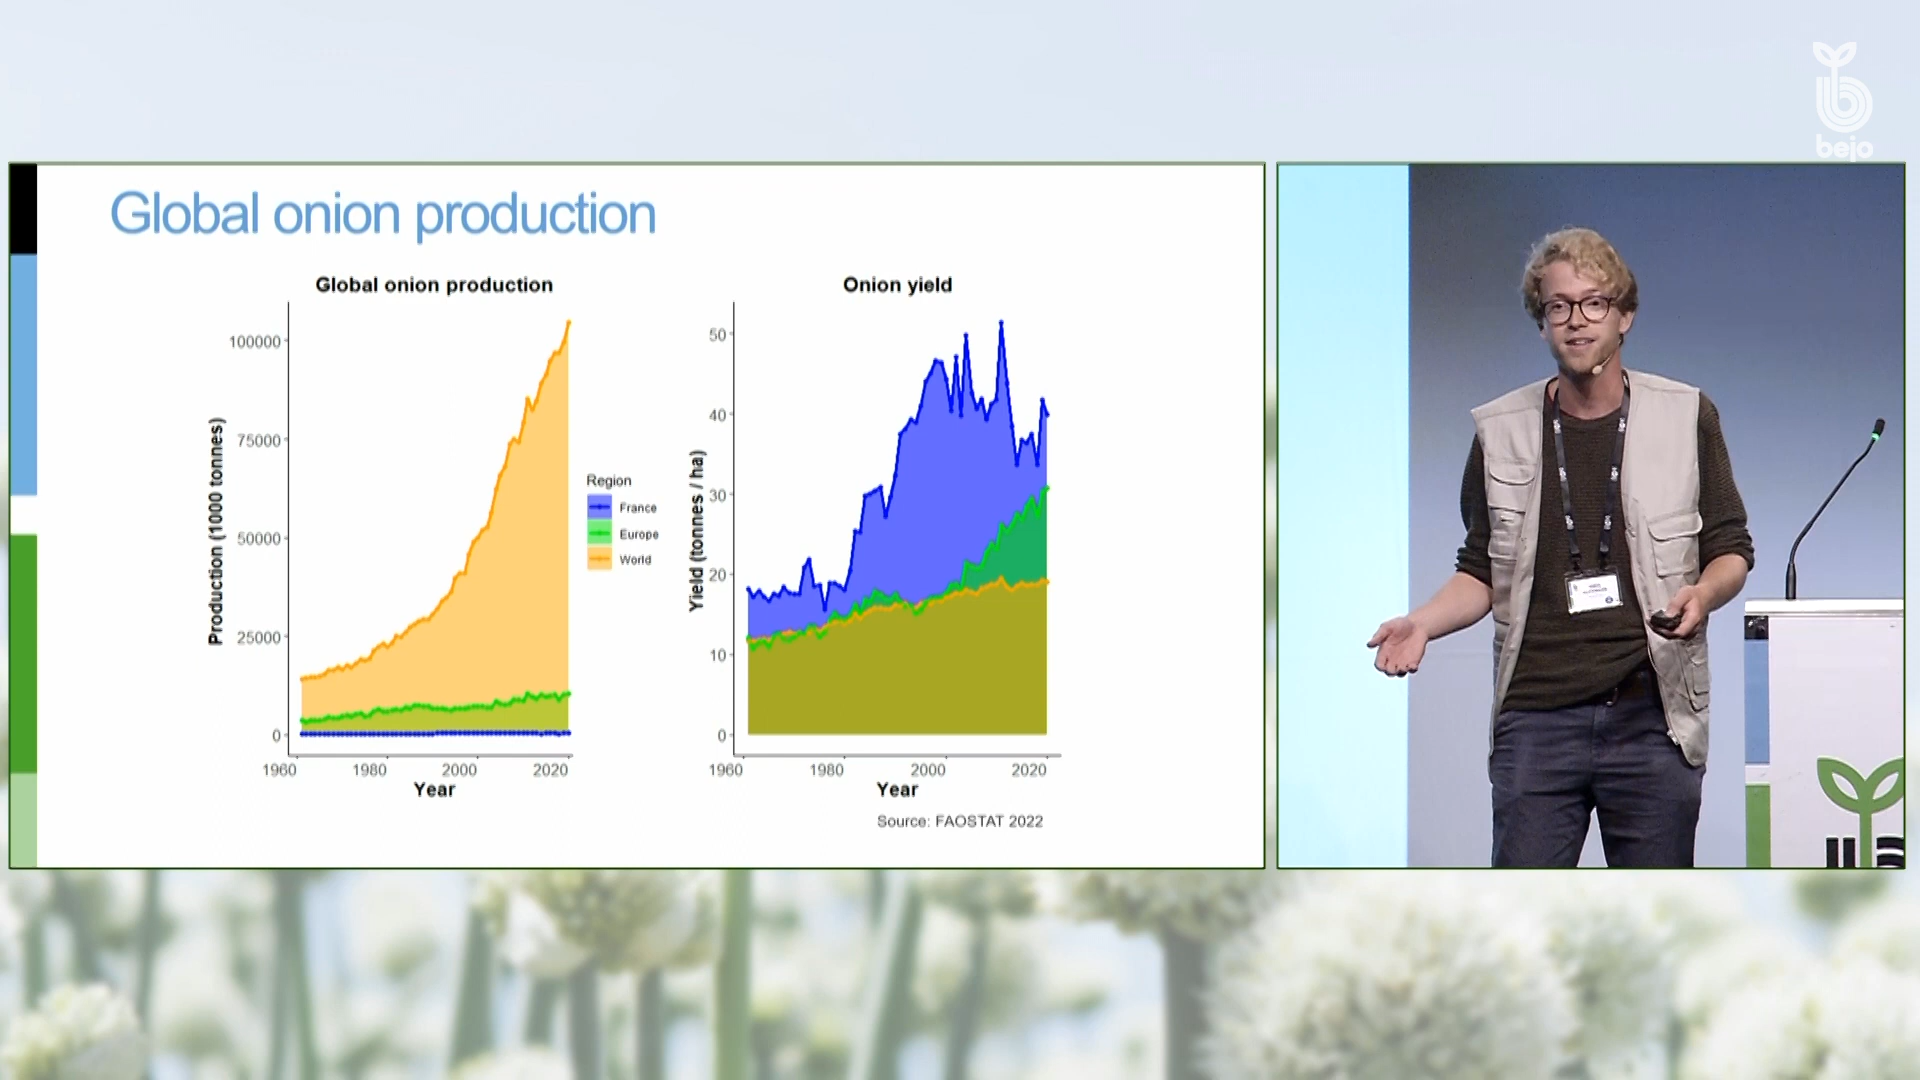 bejo
Global onion production
Global onion production
Production (1000 tonnes)
100000
75000
50000
25000
0
1960
1980
2000
2020
Year
Region
France
Europe
World
Onion yield
Yield (tonnes / ha)
50
40
30
20
10
0
1960
1980
2000
2020
Year
Source: FAOSTAT 2022